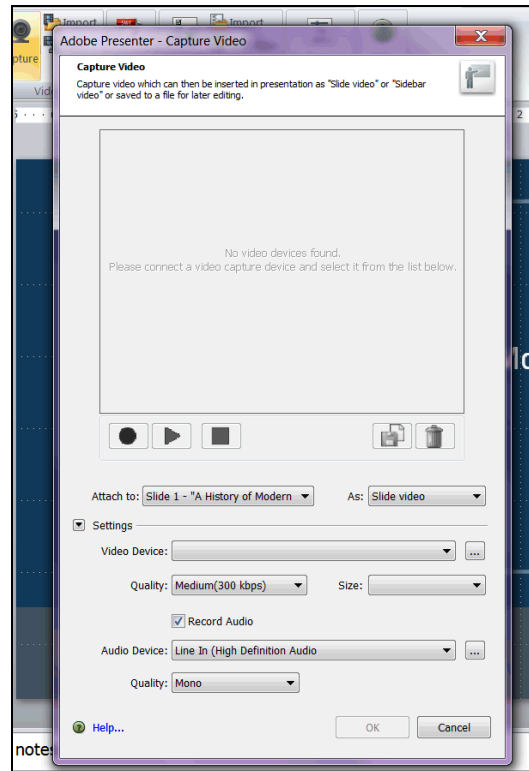 Import
Import
Adobe Presenter - Capture Video
pture
Capture Video
Capture video which can then be inserted in presentation as "Slide video" or "Sidebar
video" or saved to a file for later editing.
Vid
5
2
No video devices found.
Please connect a video capture device and select it from the list below.
Attach to: Slide 1 - "A History of Modern As: Slide video
Settings
Video Device: ...
Quality: Medium(300 kbps) Size:
Record Audio
Audio Device: Line In (High Definition Audio ...
Quality: Mono
Help... OK Cancel
notes